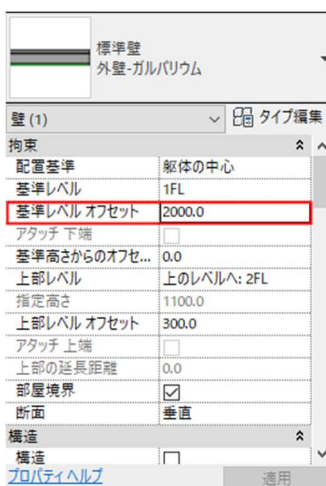 標準壁
外壁-ガルバリウム
壁 (1)
タイプ編集
拘束
配置基準 躯体の中心
基準レベル 1FL
基準レベル オフセット 2000.0
アタッチ 下端
基準高さからのオフセ... 0.0
上部レベル 上のレベルへ: 2FL
指定高さ 1100.0
上部レベル オフセット 300.0
アタッチ 上端
上部の延長距離 0.0
部屋境界
断面 垂直
構造
構造
プロパティ ヘルプ 適用